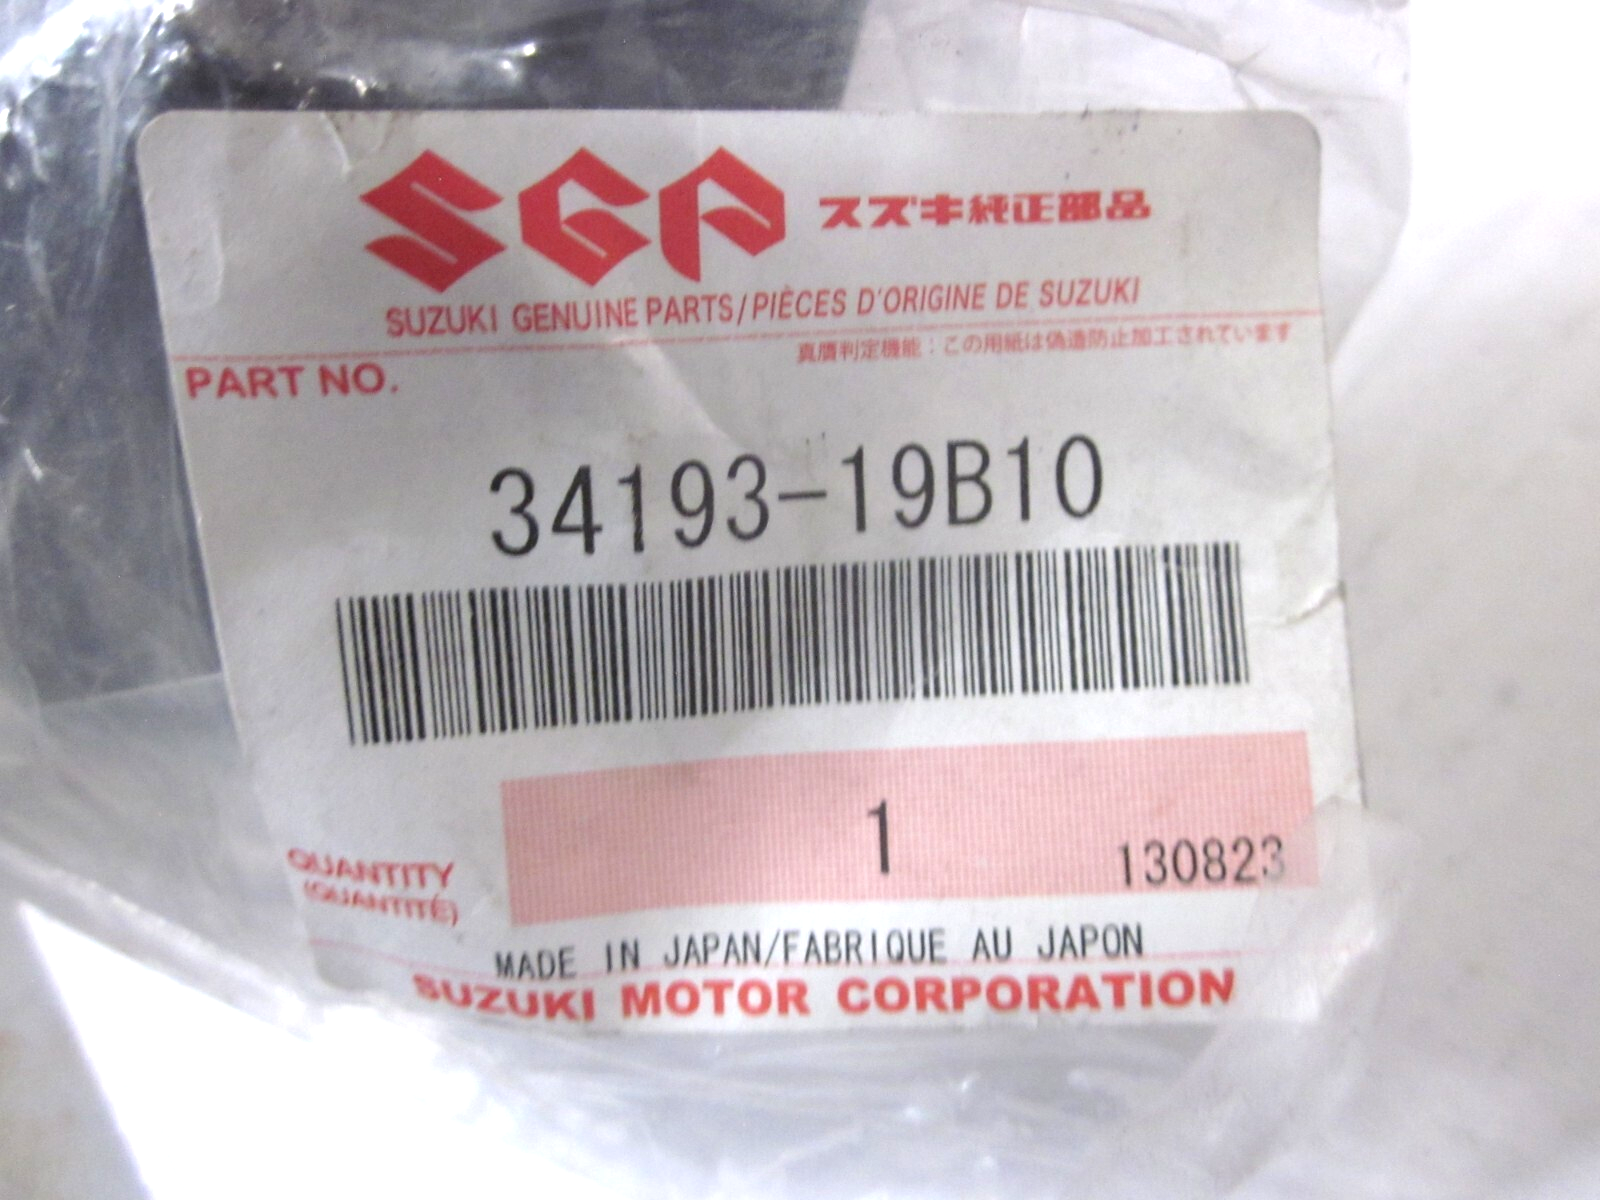 SGP スズキ純正部品
SUZUKI GENUINE PARTS/PIÈCES D'ORIGINE DE SUZUKI
真贋判定機能：この用紙は偽造防止加工されています
PART NO.
34193-19B10
1
130823
QUANTITY
(QUANTITÉ)
MADE IN JAPAN/FABRIQUE AU JAPON
SUZUKI MOTOR CORPORATION